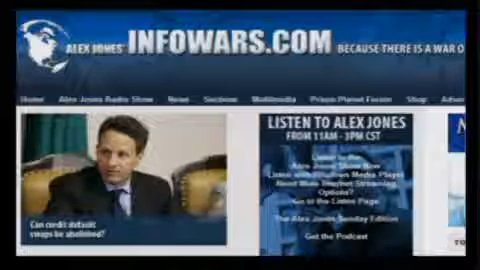 ALEX JONES' INFOWARS.COM BECAUSE THERE IS A WAR O
Home Alex Jones Radio Show News Sections Multimedia Prison Planet Forum Shop Adver
LISTEN TO ALEX JONES
FROM 11AM - 3PM CST
Listen to the
Alex Jones Show Now
Listen with Windows Media Player
Need More Internet Streaming
Options?
Go to the Listen Page
The Alex Jones Sunday Edition
Get the Podcast
Can credit default
swaps be abolished?